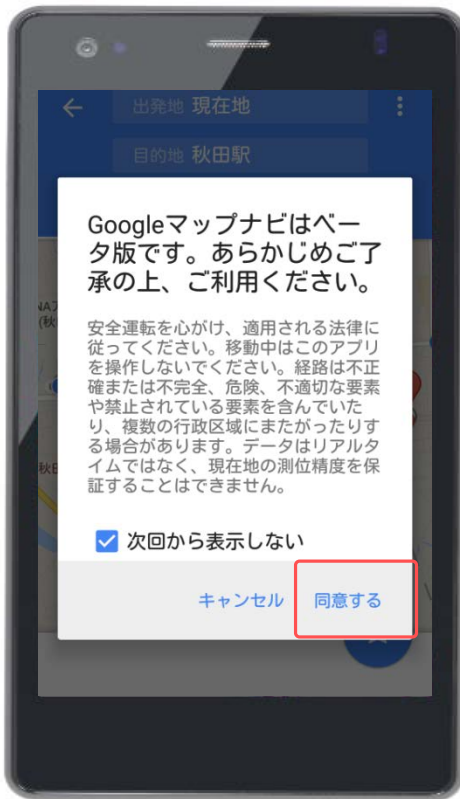 出発地 現在地
目的地 秋田駅
Googleマップナビはベー
タ版です。あらかじめご了
承の上、ご利用ください。
安全運転を心がけ、適用される法律に
従ってください。移動中はこのアプリ
を操作しないでください。経路は不正
確または不完全、危険、不適切な要素
や禁止されている要素を含んでいた
り、複数の行政区域にまたがったりす
る場合があります。データはリアルタ
イムではなく、現在地の測位精度を保
証することはできません。
次回から表示しない
キャンセル 同意する